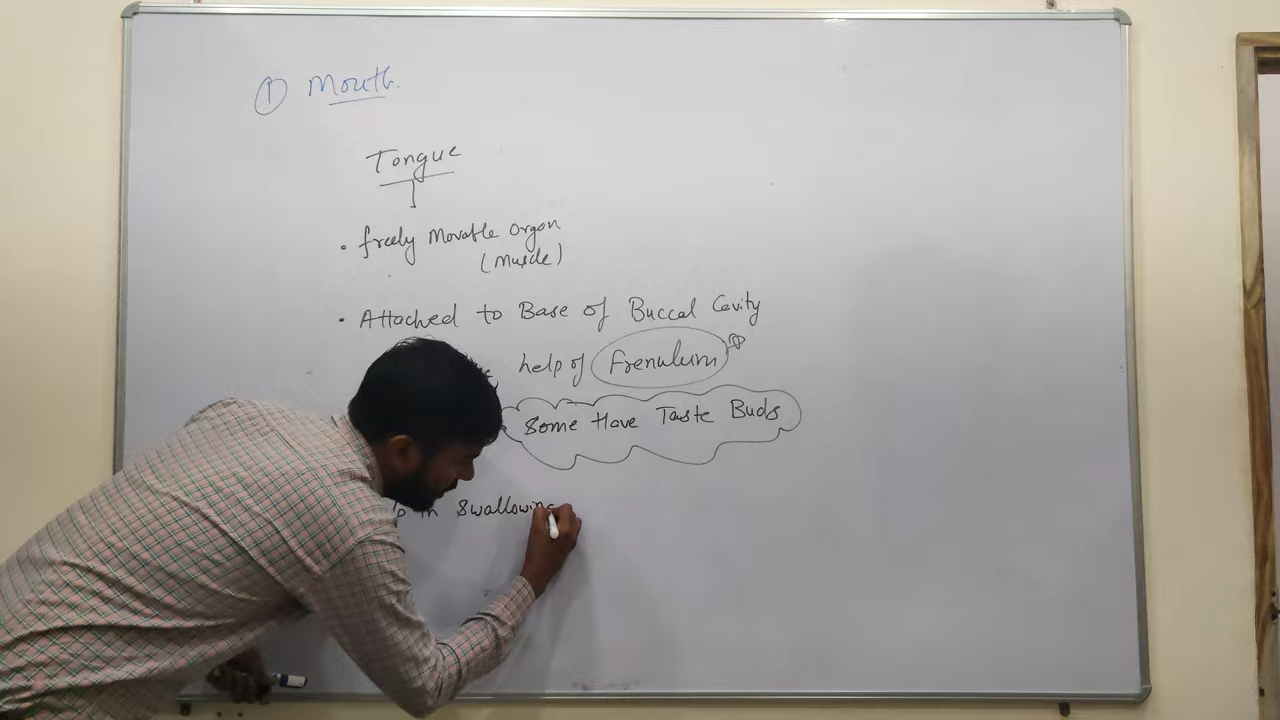 ① Mouth.
Tongue
• freely Movable Organ
(Muscle)
• Attached to Base of Buccal Cavity
help of Frenulum
Some Have Taste Buds
in Swallowing